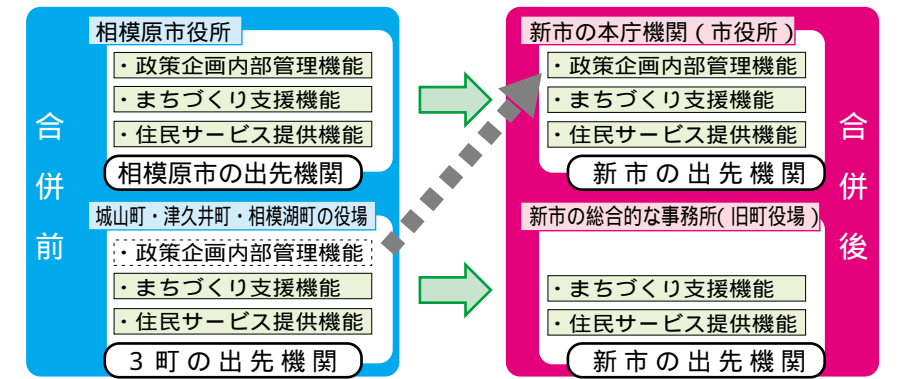 合併前
相模原市役所
・政策企画内部管理機能
・まちづくり支援機能
・住民サービス提供機能
相模原市の出先機関
城山町・津久井町・相模湖町の役場
・政策企画内部管理機能
・まちづくり支援機能
・住民サービス提供機能
3町の出先機関
新市の本庁機関(市役所)
・政策企画内部管理機能
・まちづくり支援機能
・住民サービス提供機能
新市の出先機関
新市の総合的な事務所(旧町役場)
・まちづくり支援機能
・住民サービス提供機能
新市の出先機関
合併後